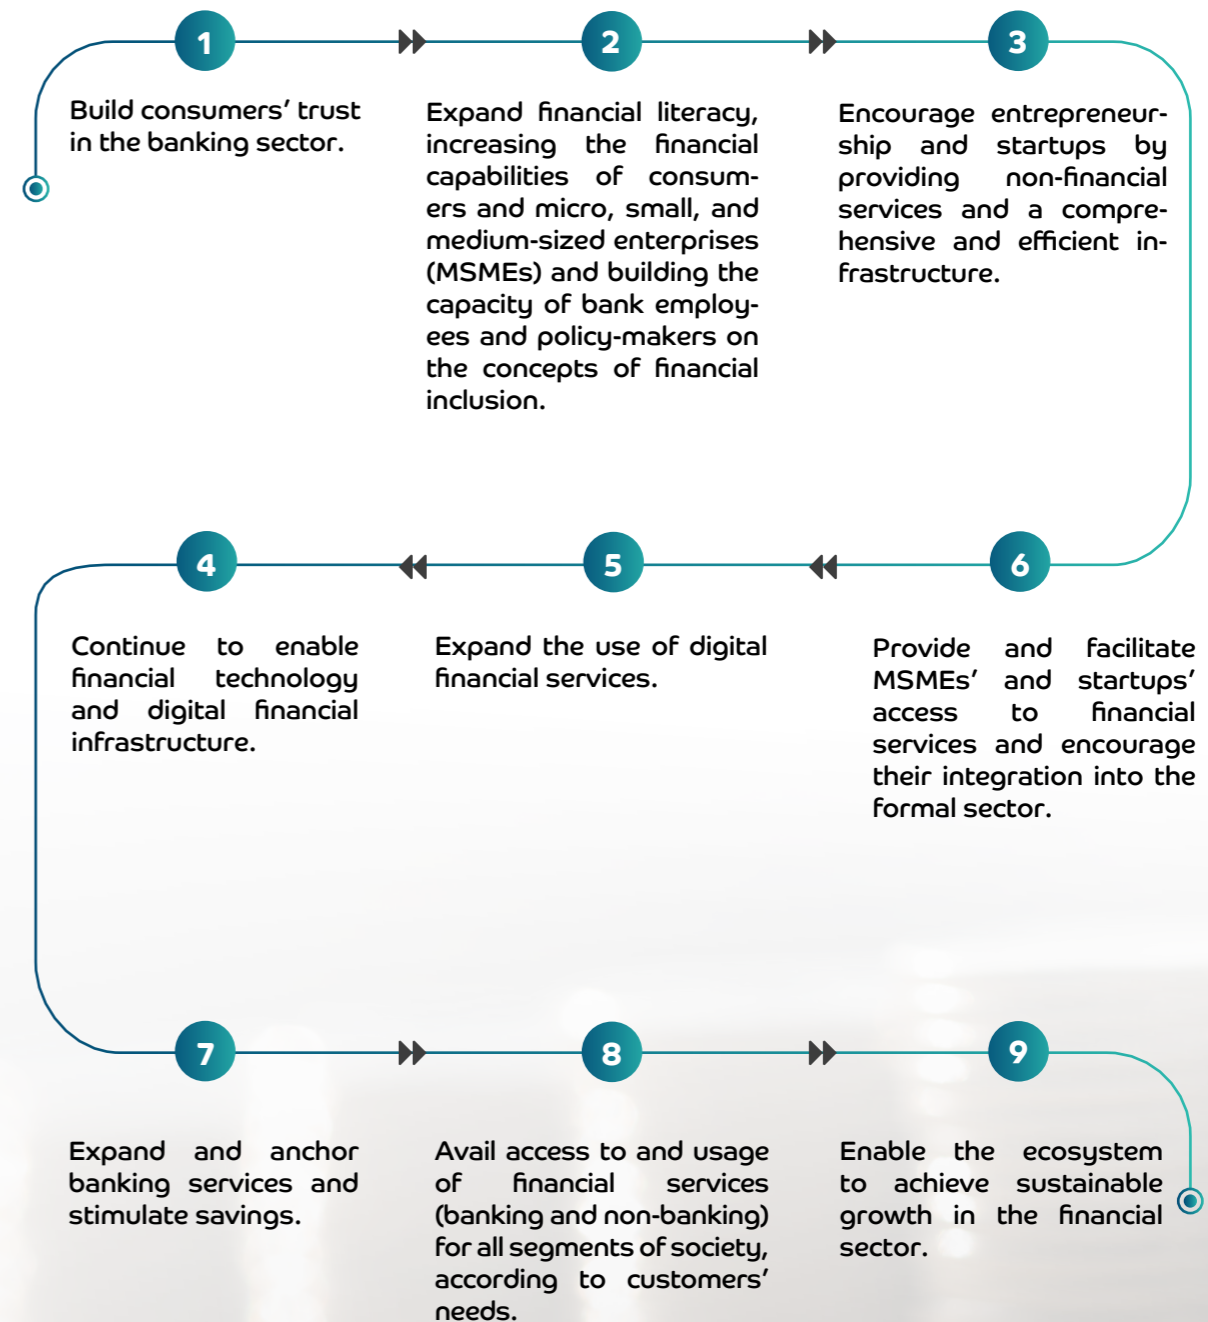 1
Build consumers' trust
in the banking sector.
2
Expand financial literacy,
increasing the financial
capabilities of consum-
ers and micro, small, and
medium-sized enterprises
(MSMEs) and building the
capacity of bank employ-
ees and policy-makers on
the concepts of financial
inclusion.
3
Encourage entrepreneur-
ship and startups by
providing non-financial
services and a compre-
hensive and efficient in-
frastructure.
4
Continue to enable
financial technology
and digital financial
infrastructure.
5
Expand the use of digital
financial services.
6
Provide and facilitate
MSMEs' and startups'
access to financial
services and encourage
their integration into the
formal sector.
7
Expand and anchor
banking services and
stimulate savings.
8
Avail access to and usage
of financial services
(banking and non-banking)
for all segments of society,
according to customers'
needs.
9
Enable the ecosystem
to achieve sustainable
growth in the financial
sector.